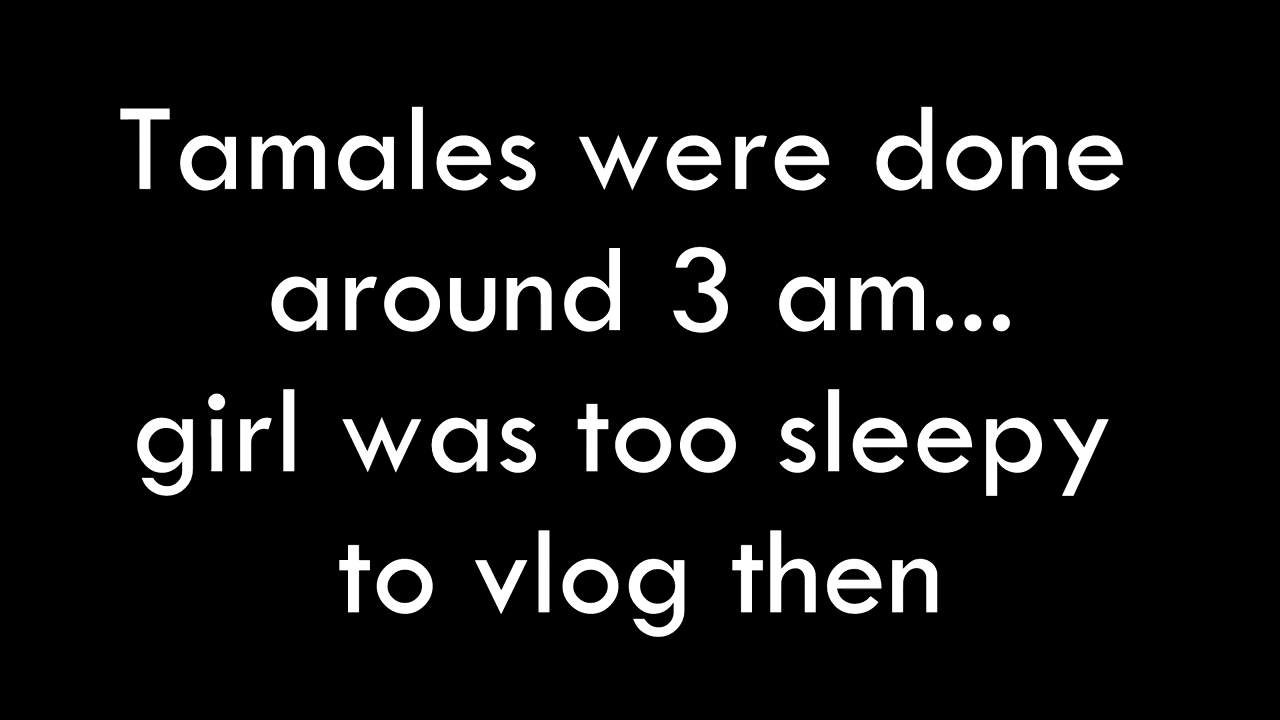 Tamales were done
around 3 am...
girl was too sleepy
to vlog then